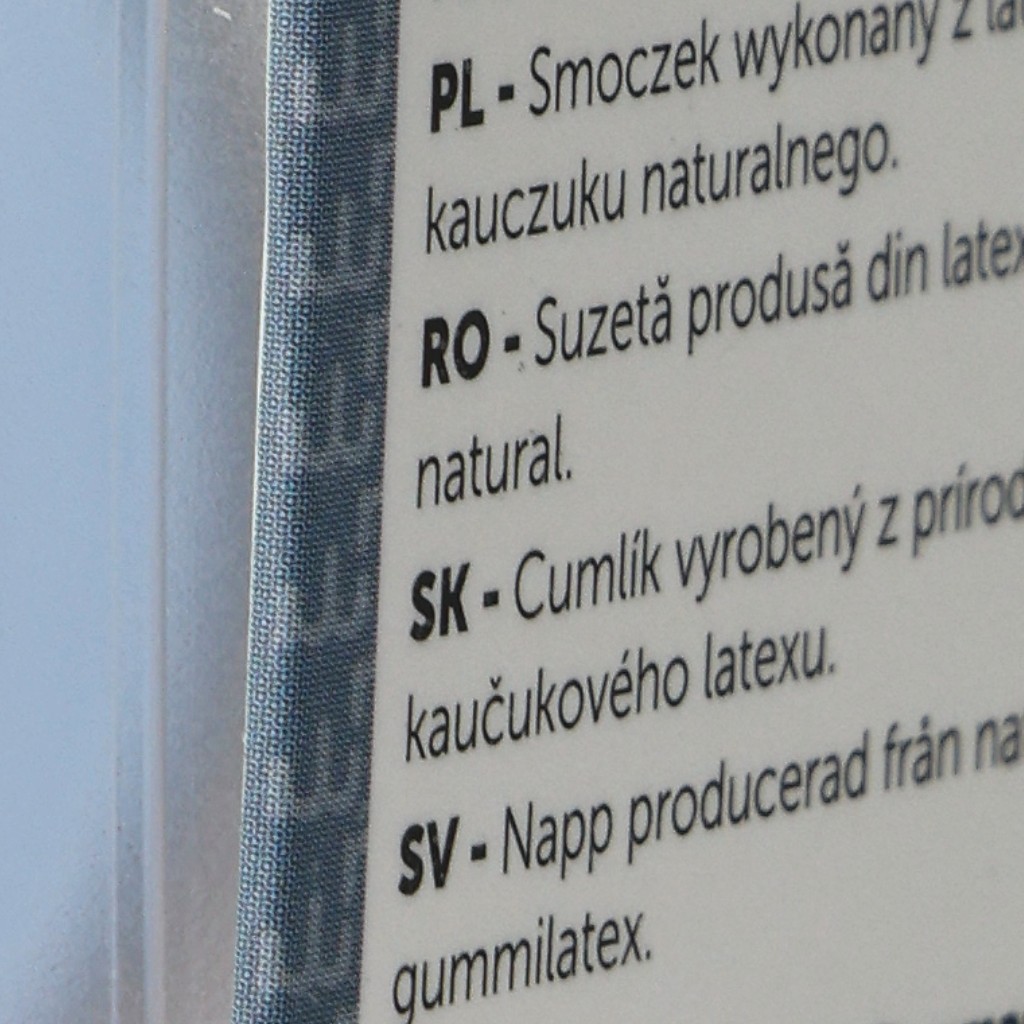 PL - Smoczek wykonany z
kauczuku naturalnego.
RO - Suzetă produsă din latex
natural.
SK - Cumlík vyrobený z
kaučukového latexu.
SV - Napp producerad från
gummilatex.